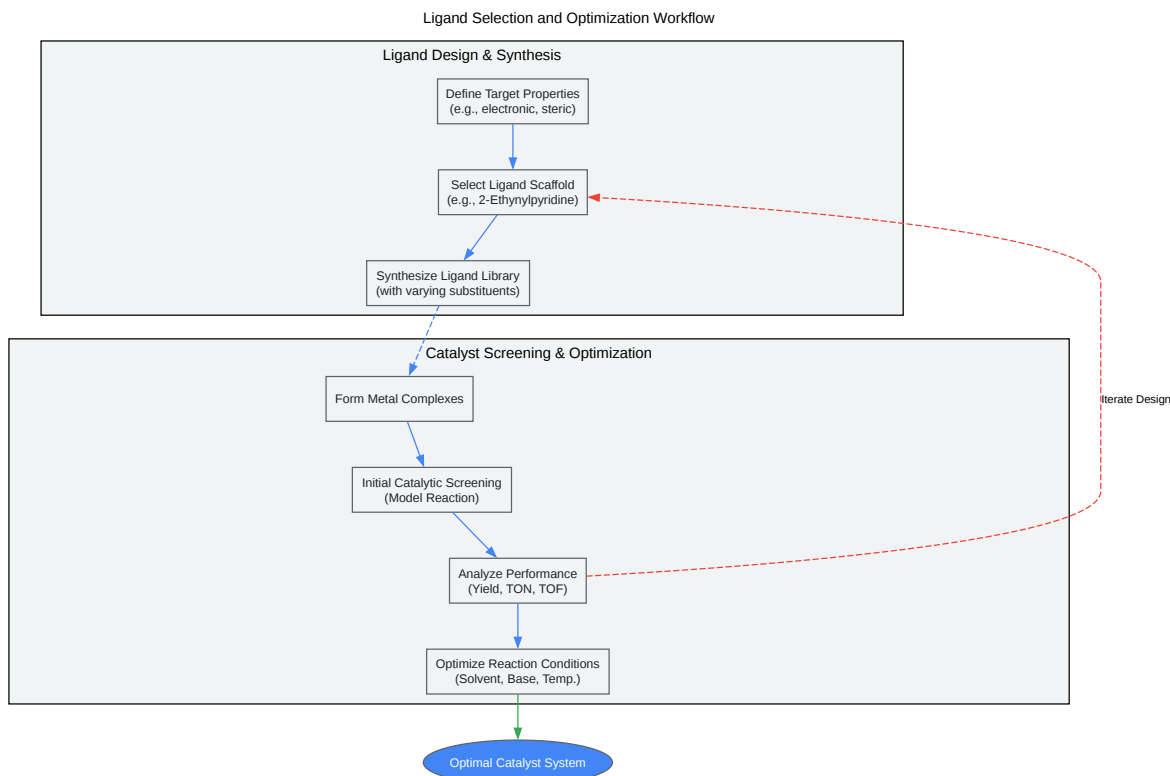 Ligand Selection and Optimization Workflow
Ligand Design & Synthesis
Define Target Properties
(e.g., electronic, steric)
Select Ligand Scaffold
(e.g., 2-Ethynylpyridine)
Synthesize Ligand Library
(with varying substituents)
Catalyst Screening & Optimization
Form Metal Complexes
Iterate Design
Initial Catalytic Screening
(Model Reaction)
Analyze Performance
(Yield, TON, TOF)
Optimize Reaction Conditions
(Solvent, Base, Temp.)
Optimal Catalyst System